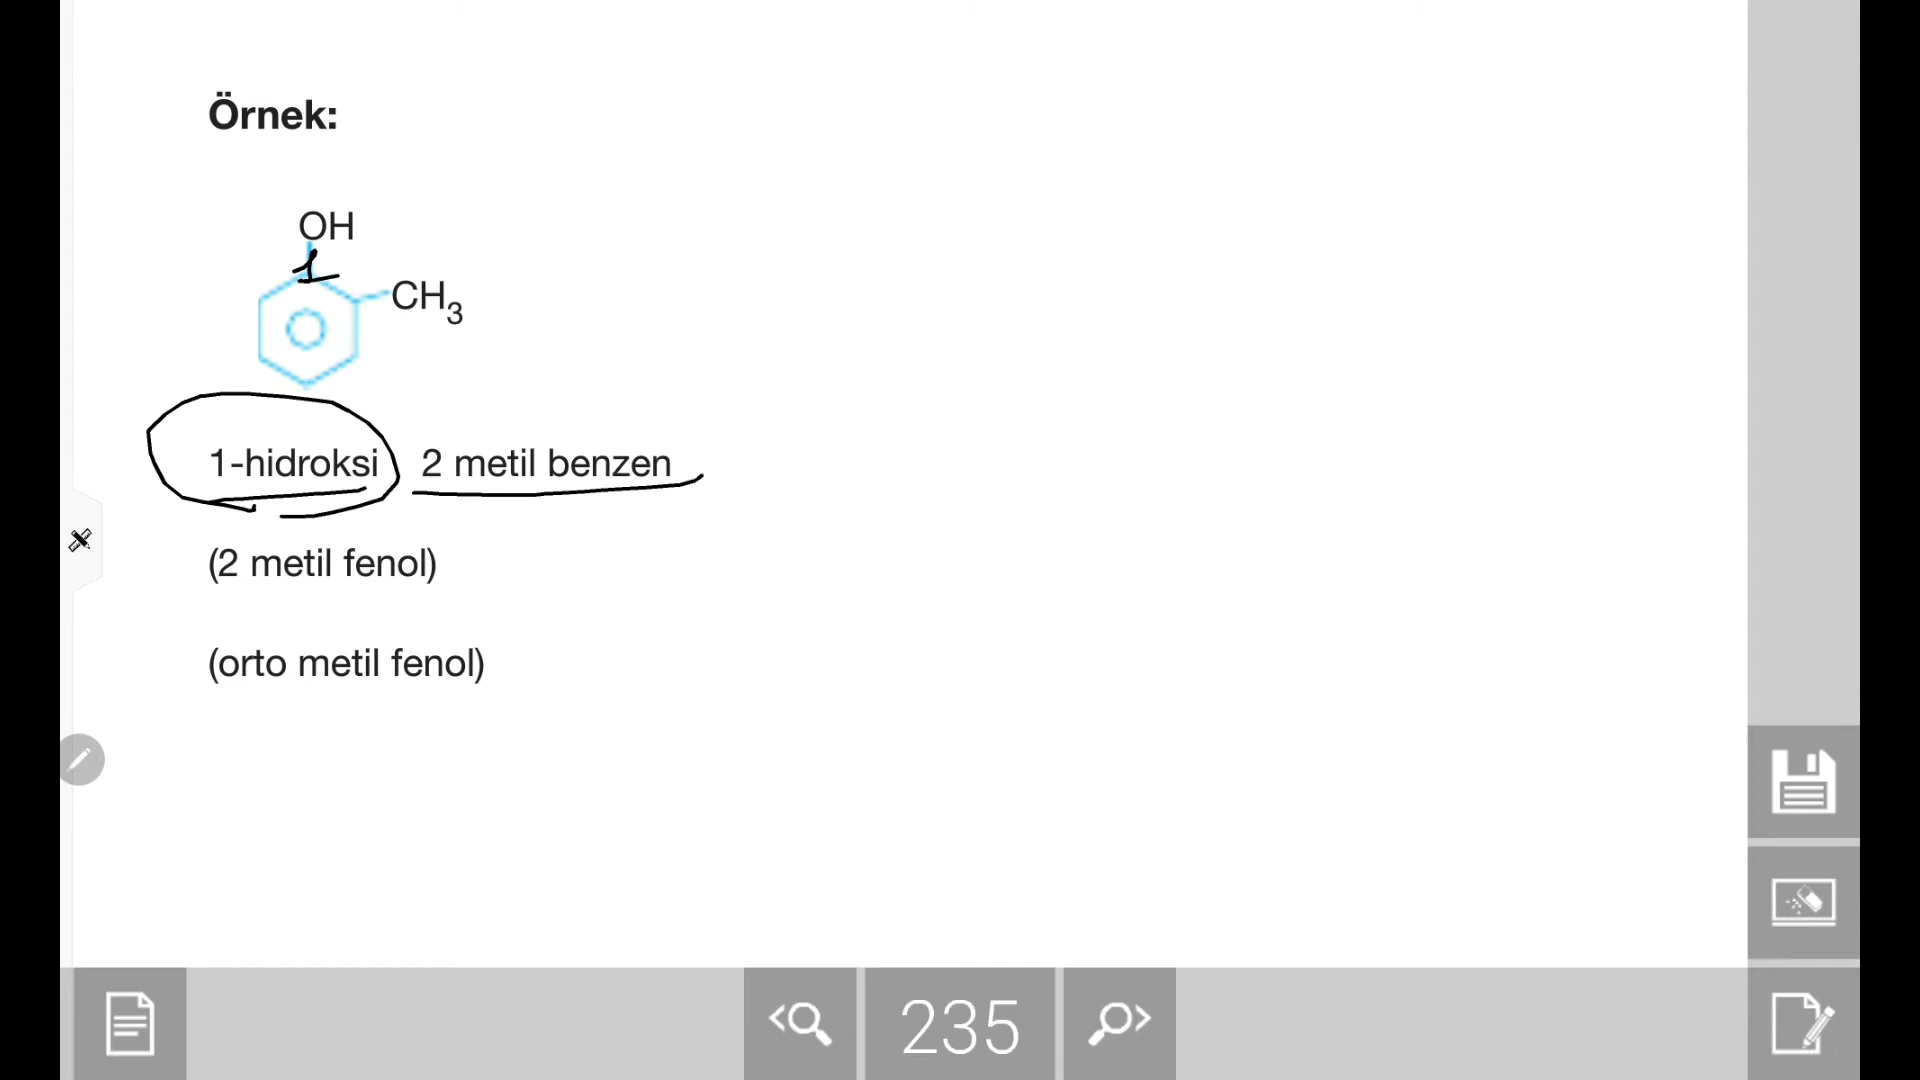 Örnek:
OH
1
CH3
1-hidroksi 2 metil benzen
(2 metil fenol)
(orto metil fenol)
235